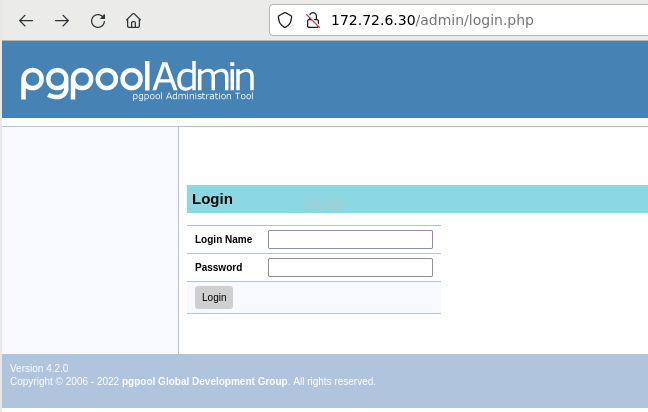 172.72.6.30/admin/login.php
pgpoolAdmin
pgpool Administration Tool
Login
Login Name
Password
Login
Version 4.2.0
Copyright © 2006 - 2022 pgpool Global Development Group. All rights reserved.